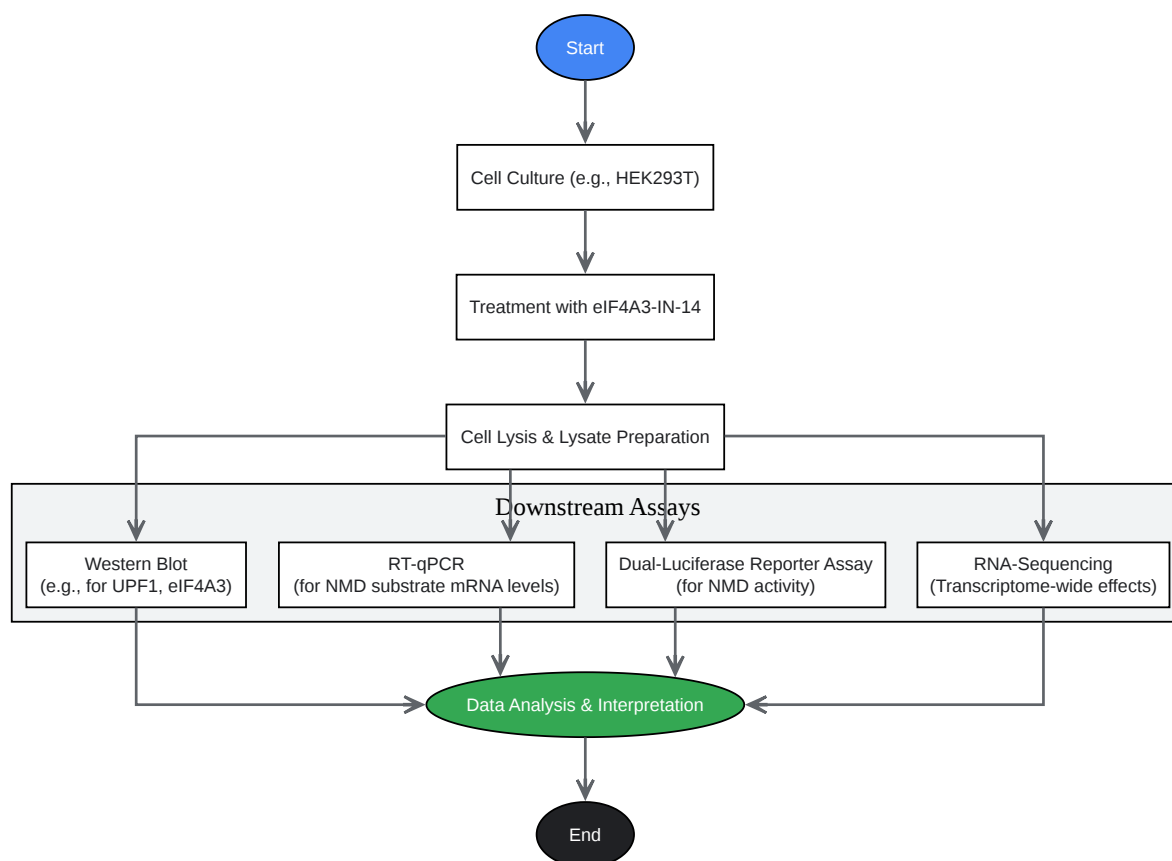 Start
Cell Culture (e.g., HEK293T)
Treatment with eIF4A3-IN-14
Cell Lysis & Lysate Preparation
Downstream Assays
Western Blot
(e.g., for UPF1, eIF4A3)
RT-qPCR
(for NMD substrate mRNA levels)
Dual-Luciferase Reporter Assay
(for NMD activity)
RNA-Sequencing
(Transcriptome-wide effects)
Data Analysis & Interpretation
End